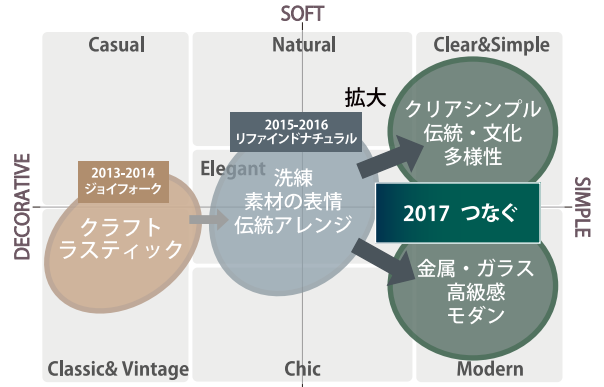 SOFT
Casual
Natural
Clear&Simple
拡大
クリアシンプル
伝統・文化
多様性
2015-2016
リファインドナチュラル
2013-2014
ジョイフォーク
Elegant
洗練
素材の表情
伝統アレンジ
DECORATIVE
クラフト
ラスティック
2017 つなぐ
SIMPLE
金属・ガラス
高級感
モダン
Classic& Vintage
Chic
Modern